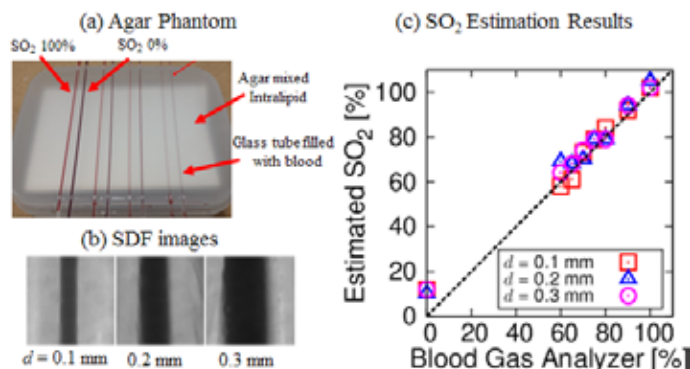 (a) Agar Phantom
SO2 100%
SO2 0%
Agar mixed
Intralipid
Glass tube filled
with blood
(b) SDF images
d = 0.1 mm
0.2 mm
0.3 mm
(c) SO2 Estimation Results
Estimated SO2 [%]
100
80
60
40
20
0
d = 0.1 mm
d = 0.2 mm
d = 0.3 mm
0
20
40
60
80
100
Blood Gas Analyzer [%]